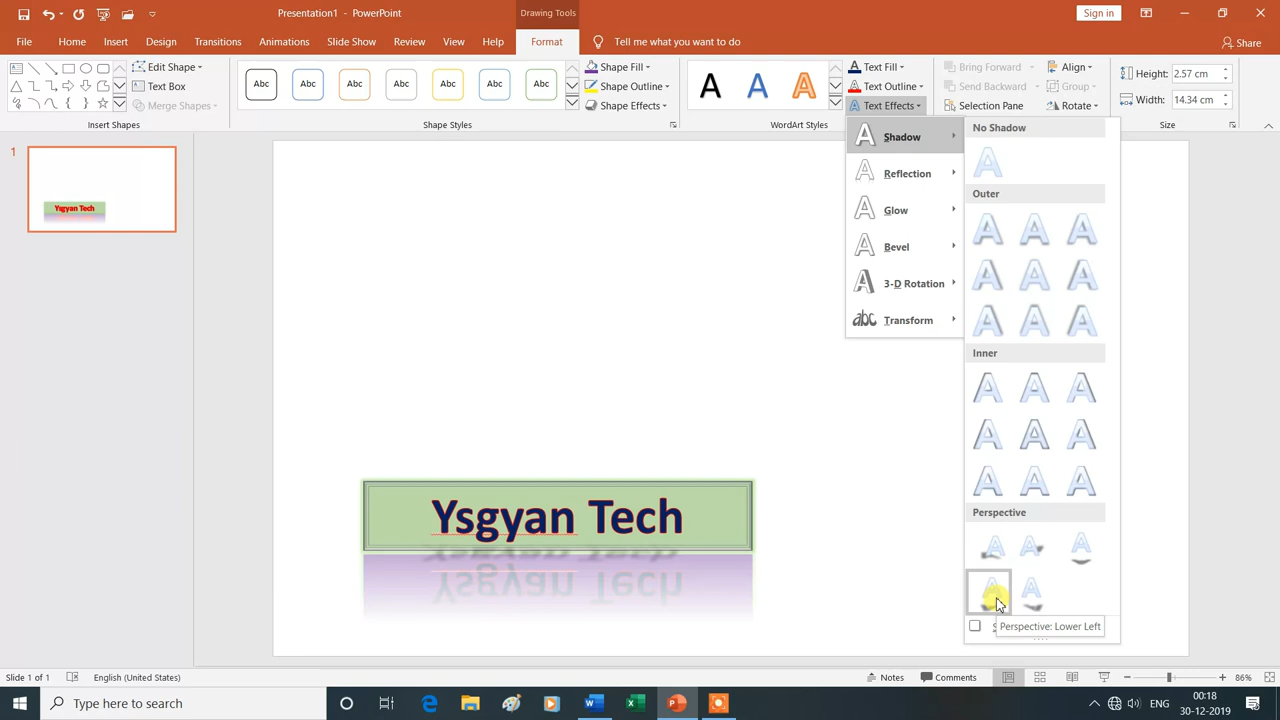 Presentation1 - PowerPoint
Drawing Tools
Sign in
File Home Insert Design Transitions Animations Slide Show Review View Help Format Tell me what you want to do Share
Edit Shape
Text Box
Merge Shapes
Insert Shapes
Abc Abc Abc Abc Abc Abc Abc
Shape Fill
Shape Outline
Shape Effects
Shape Styles
A A A
Text Fill
Text Outline
Text Effects
WordArt Styles
Bring Forward
Send Backward
Selection Pane
Align
Group
Rotate
Height: 2.57 cm
Width: 14.34 cm
Size
Shadow
Reflection
Glow
Bevel
3-D Rotation
abc Transform
No Shadow
Outer
Inner
Perspective
Perspective: Lower Left
1
Ysgyan Tech
Ysgyan Tech
Slide 1 of 1 English (United States) Notes Comments 86%
Type here to search
ENG
00:18
30-12-2019